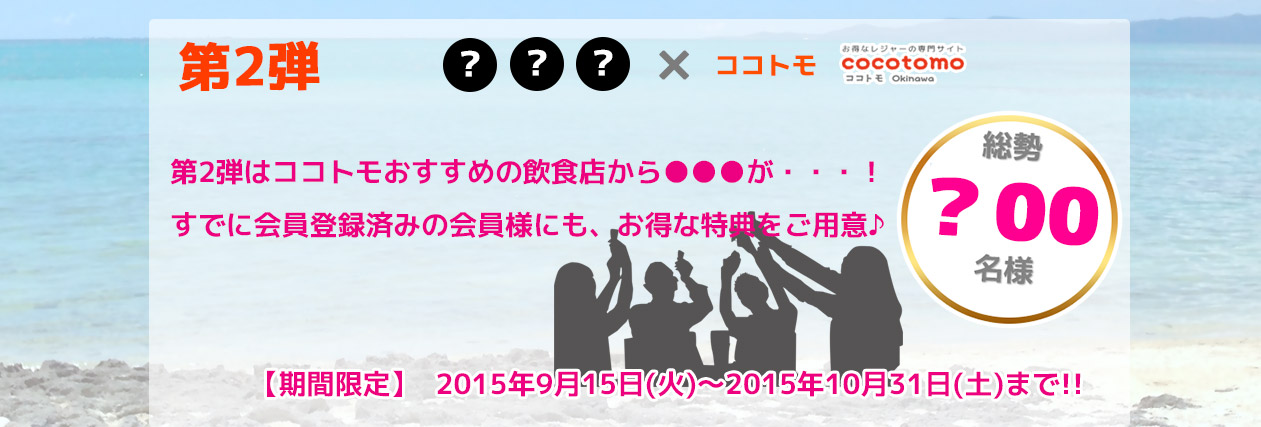 第2弾
? ? ? × ココトモ
お得なレジャーの専門サイト
cocotomo
ココトモ Okinawa
第2弾はココトモおすすめの飲食店から●●●が・・・！
すでに会員登録済みの会員様にも、お得な特典をご用意♪
総勢
?00
名様
【期間限定】 2015年9月15日(火)～2015年10月31日(土)まで!!